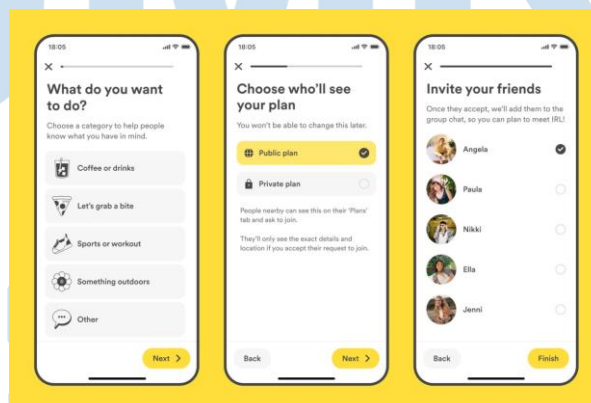 18:05
What do you want
to do?
Choose a category to help people
know what you have in mind.
Coffee or drinks
Let's grab a bite
Sports or workout
Something outdoors
Other
Next
18:05
Choose who'll see
your plan
You won't be able to change this later.
Public plan
Private plan
People nearby can see this on their 'Plans'
tab and ask to join.
They'll only see the exact details and
location if you accept their request to join.
Back
Next
18:05
Invite your friends
Once they accept, we'll add them to the
group chat, so you can plan to meet IRL!
Angela
Paula
Nikki
Ella
Jenni
Back
Finish